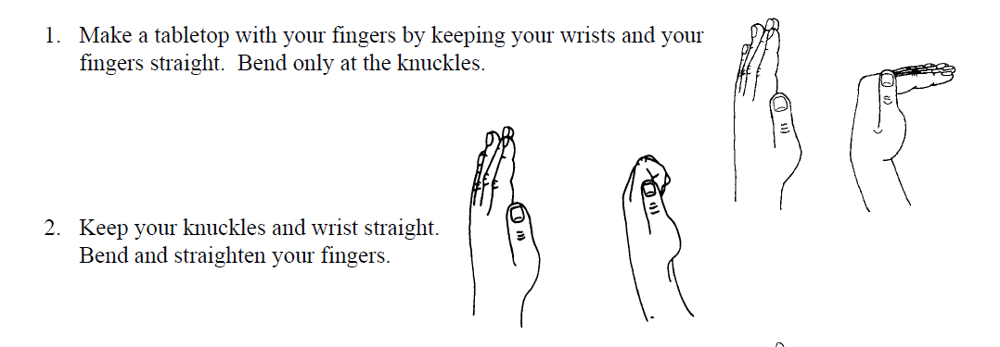 1. Make a tabletop with your fingers by keeping your wrists and your
fingers straight. Bend only at the knuckles.
2. Keep your knuckles and wrist straight.
Bend and straighten your fingers.